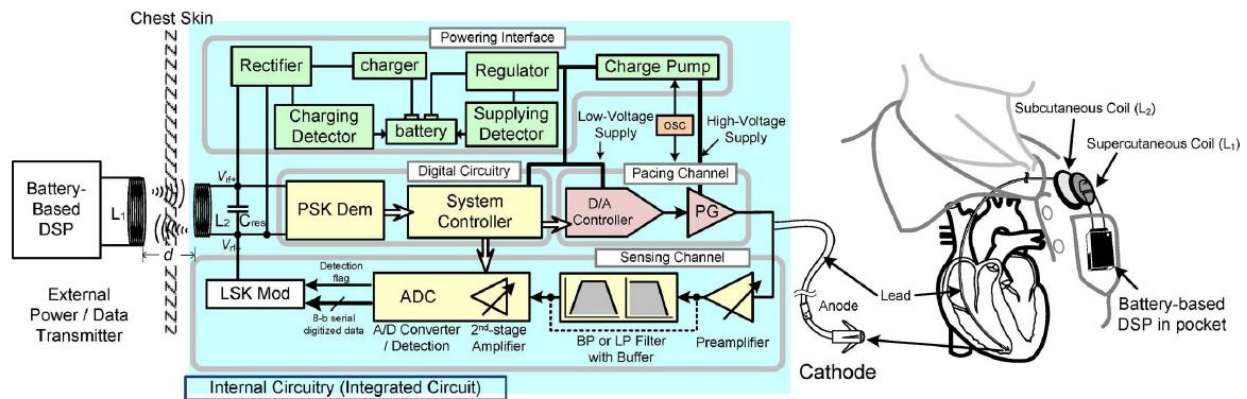 Chest Skin
Powering Interface
Rectifier
charger
Regulator
Charge Pump
Charging
Detector
battery
Supplying
Detector
Low-Voltage
Supply
osc
High-Voltage
Supply
Battery-
Based
DSP
L1
d
External
Power / Data
Transmitter
Vrf+
L2
Cres
Vrf-
Digital Circuitry
PSK Dem
System
Controller
Pacing Channel
D/A
Controller
PG
Sensing Channel
LSK Mod
Detection
flag
8-b serial
digitized data
ADC
A/D Converter
/ Detection
2nd-stage
Amplifier
BP or LP Filter
with Buffer
Preamplifier
Internal Circuitry (Integrated Circuit)
Lead
Anode
Cathode
Subcutaneous Coil (L2)
Supercutaneous Coil (L1)
Battery-based
DSP in pocket